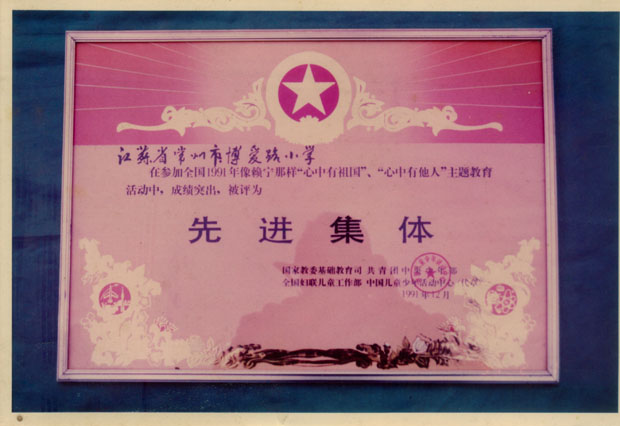 江苏省常州市博爱路小学
在参加全国1991年像赖宁那样“心中有祖国”、“心中有他人”主题教育
活动中，成绩突出，被评为
先进集体
国家教委基础教育司 共青团中
全国妇联儿童工作部 中国儿童少年活动中心（代章）
1991年12月